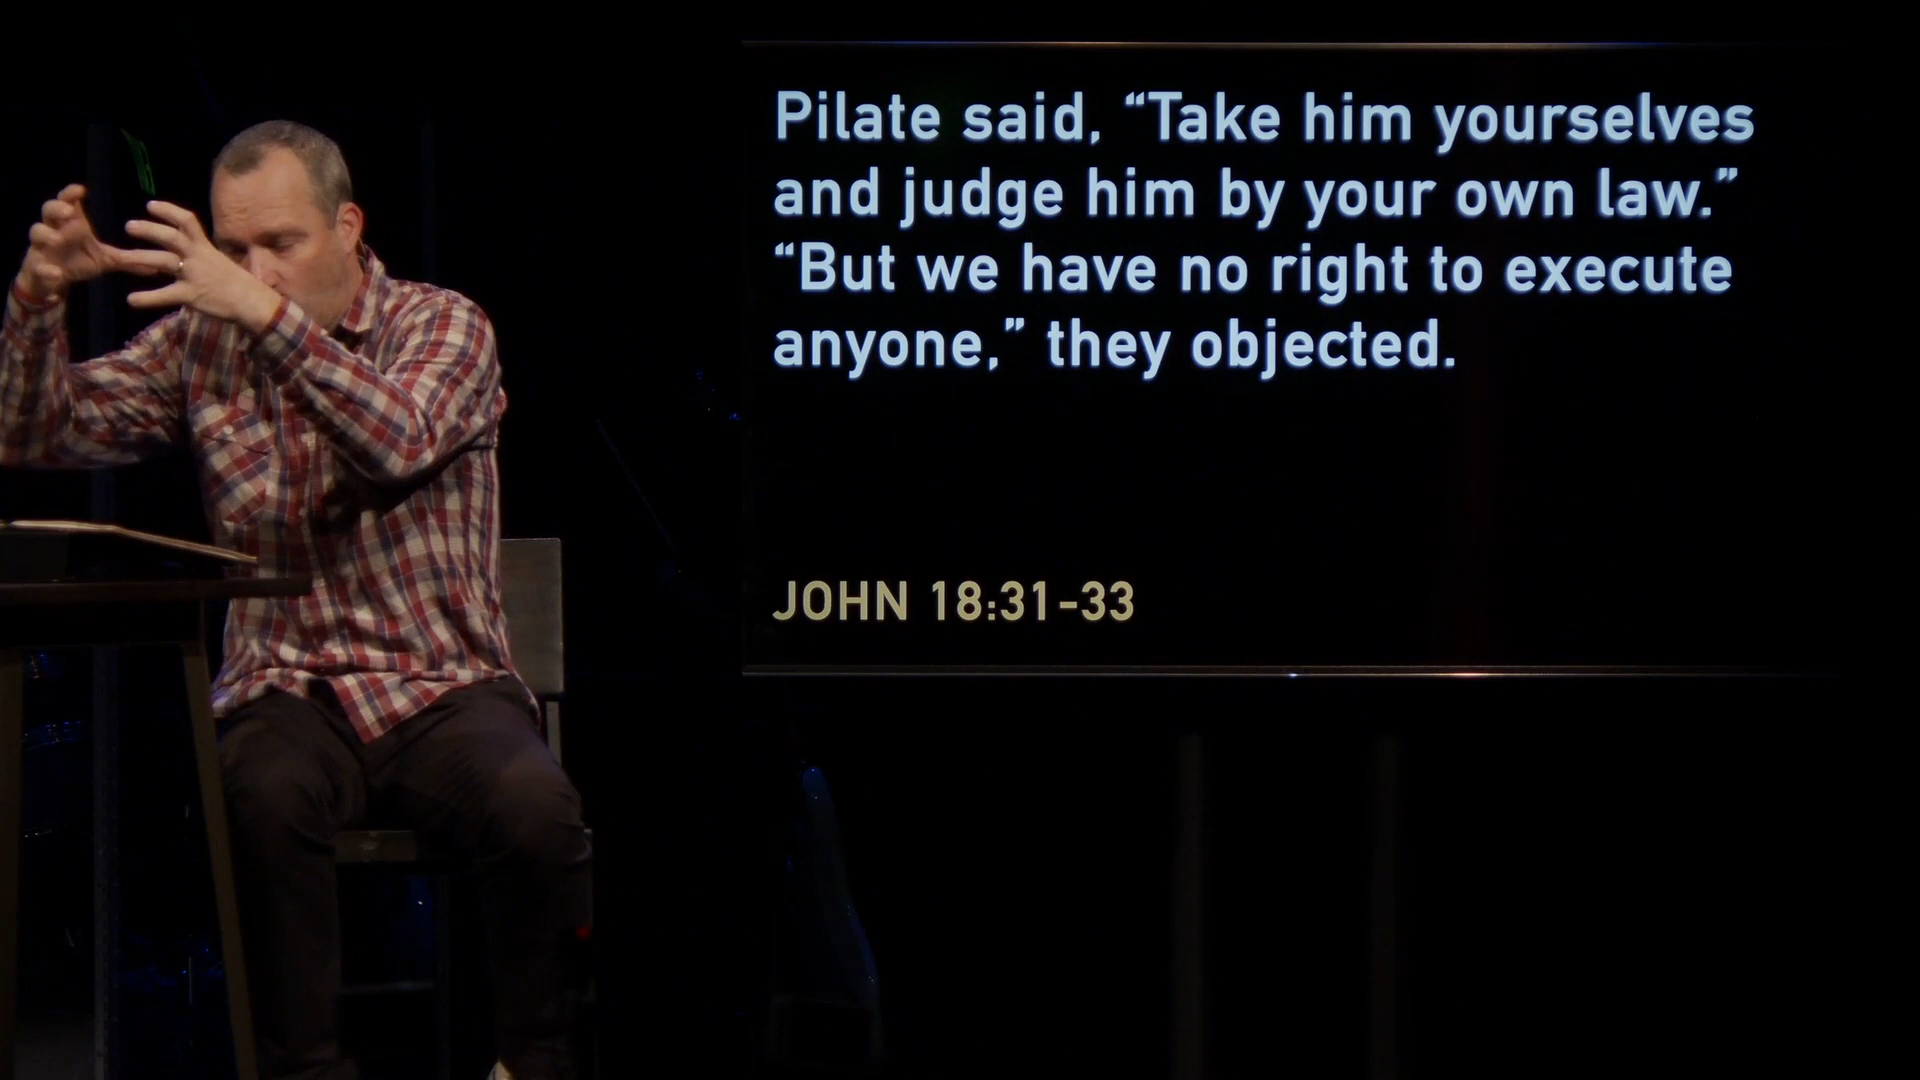 Pilate said, “Take him yourselves
and judge him by your own law.”
“But we have no right to execute
anyone,” they objected.
JOHN 18:31-33